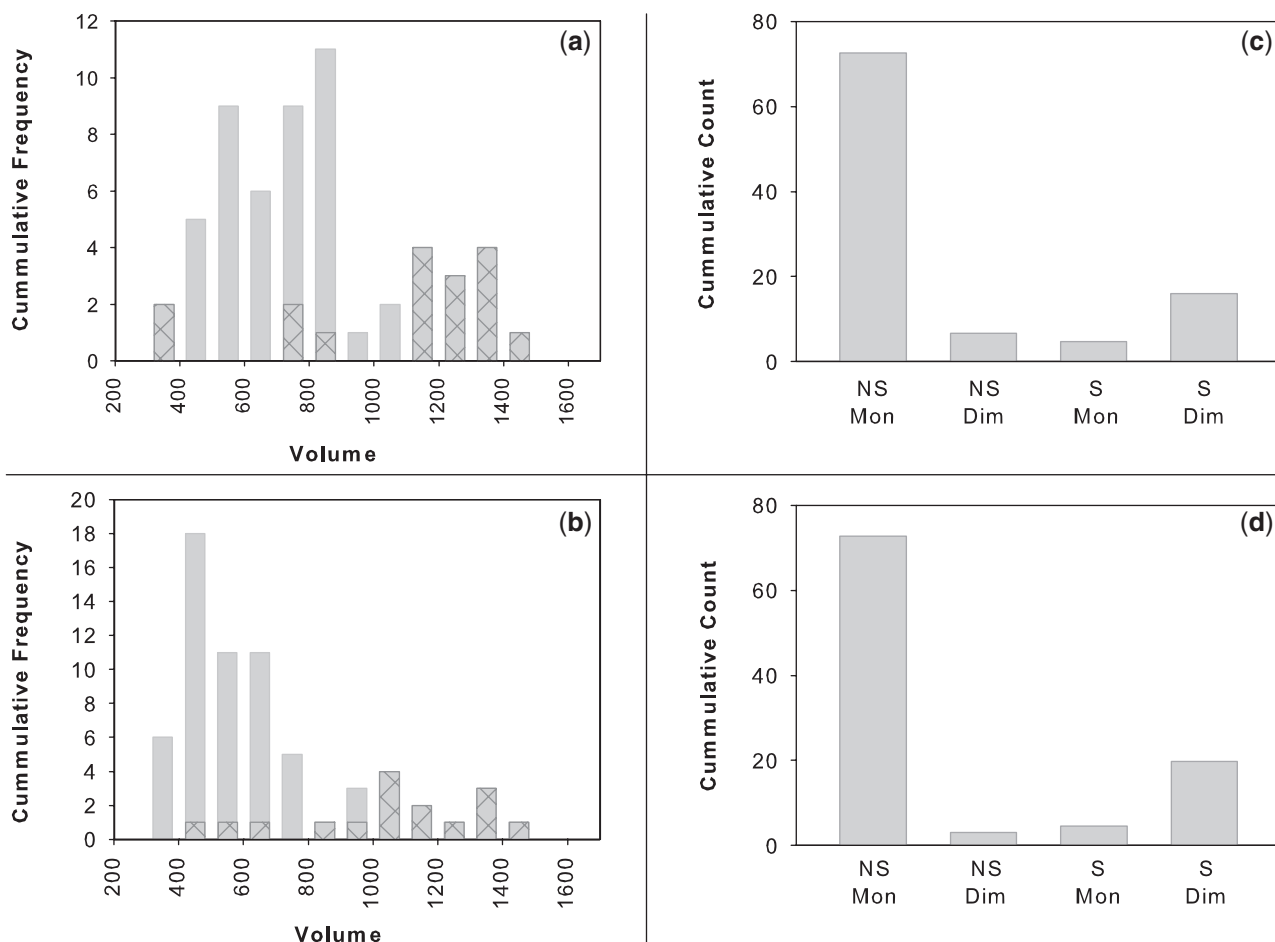 (a)
Cummulative Frequency
12
10
8
6
4
2
0
200
400
600
800
1000
1200
1400
1600
Volume
(c)
Cummulative Count
80
60
40
20
0
NS
Mon
NS
Dim
S
Mon
S
Dim
(b)
Cummulative Frequency
20
18
16
14
12
10
8
6
4
2
0
200
400
600
800
1000
1200
1400
1600
Volume
(d)
Cummulative Count
80
60
40
20
0
NS
Mon
NS
Dim
S
Mon
S
Dim